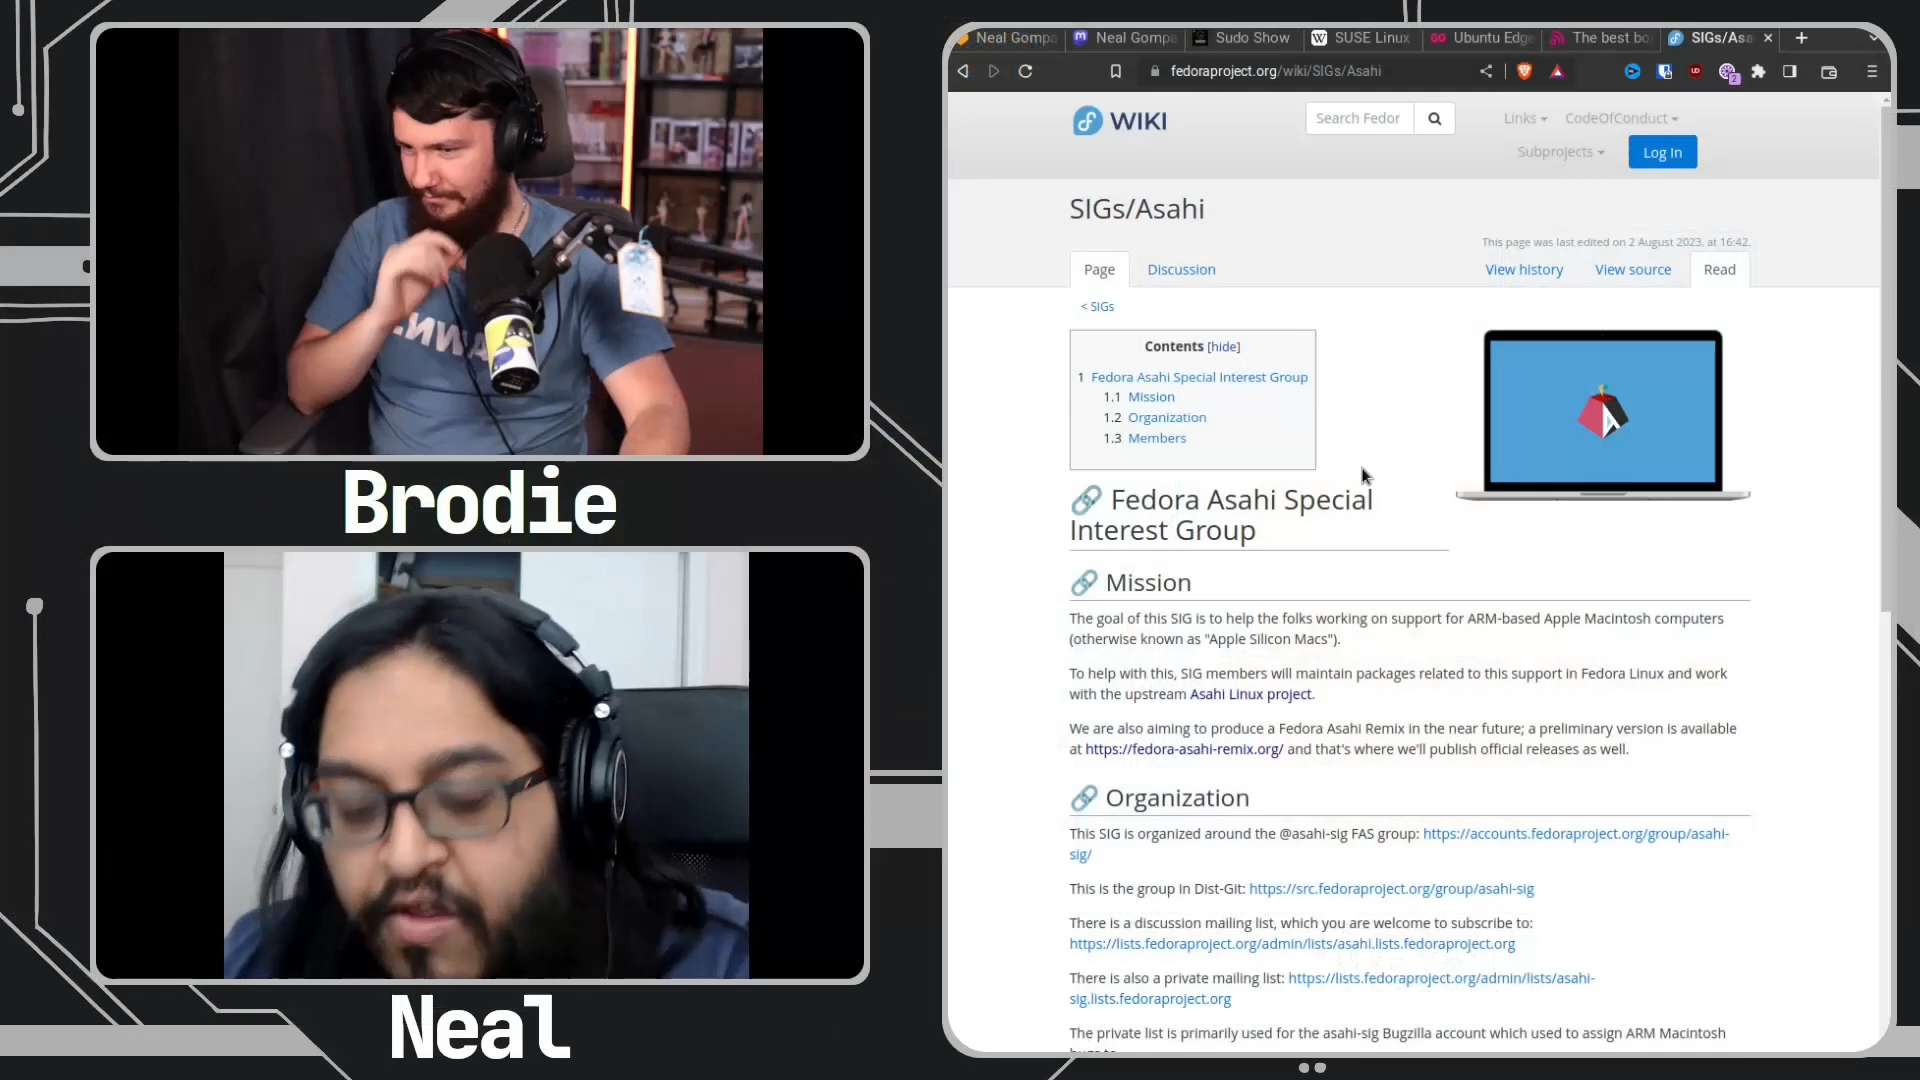 Brodie
Neal
Neal Gompa
Neal Gompa
Sudo Show
SUSE Linux
GO
Ubuntu Edge
The best bo
SIGs/Asa
fedoraproject.org/wiki/SIGs/Asahi
2
WIKI
Search Fedor
Links
CodeOfConduct
Subprojects
Log In
SIGs/Asahi
This page was last edited on 2 August 2023, at 16:42.
Page
Discussion
View history
View source
Read
< SIGs
Contents [hide]
1 Fedora Asahi Special Interest Group
1.1 Mission
1.2 Organization
1.3 Members
Fedora Asahi Special
Interest Group
Mission
The goal of this SIG is to help the folks working on support for ARM-based Apple Macintosh computers
(otherwise known as "Apple Silicon Macs").
To help with this, SIG members will maintain packages related to this support in Fedora Linux and work
with the upstream Asahi Linux project.
We are also aiming to produce a Fedora Asahi Remix in the near future; a preliminary version is available
at https://fedora-asahi-remix.org/ and that's where we'll publish official releases as well.
Organization
This SIG is organized around the @asahi-sig FAS group: https://accounts.fedoraproject.org/group/asahi-
sig/
This is the group in Dist-Git: https://src.fedoraproject.org/group/asahi-sig
There is a discussion mailing list, which you are welcome to subscribe to:
https://lists.fedoraproject.org/admin/lists/asahi.lists.fedoraproject.org
There is also a private mailing list: https://lists.fedoraproject.org/admin/lists/asahi-
sig.lists.fedoraproject.org
The private list is primarily used for the asahi-sig Bugzilla account which used to assign ARM Macintosh